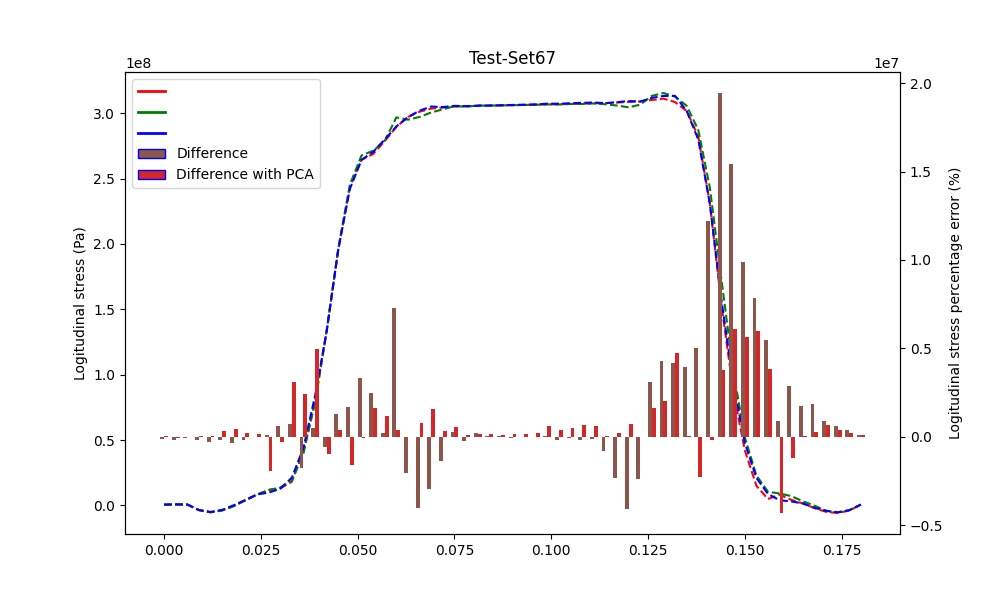 Test-Set67
1e8
1e7
Difference
Difference with PCA
Logitudinal stress (Pa)
Logitudinal stress percentage error (%)
3.0
2.5
2.0
1.5
1.0
0.5
0.0
2.0
1.5
1.0
0.5
0.0
−0.5
0.000 0.025 0.050 0.075 0.100 0.125 0.150 0.175